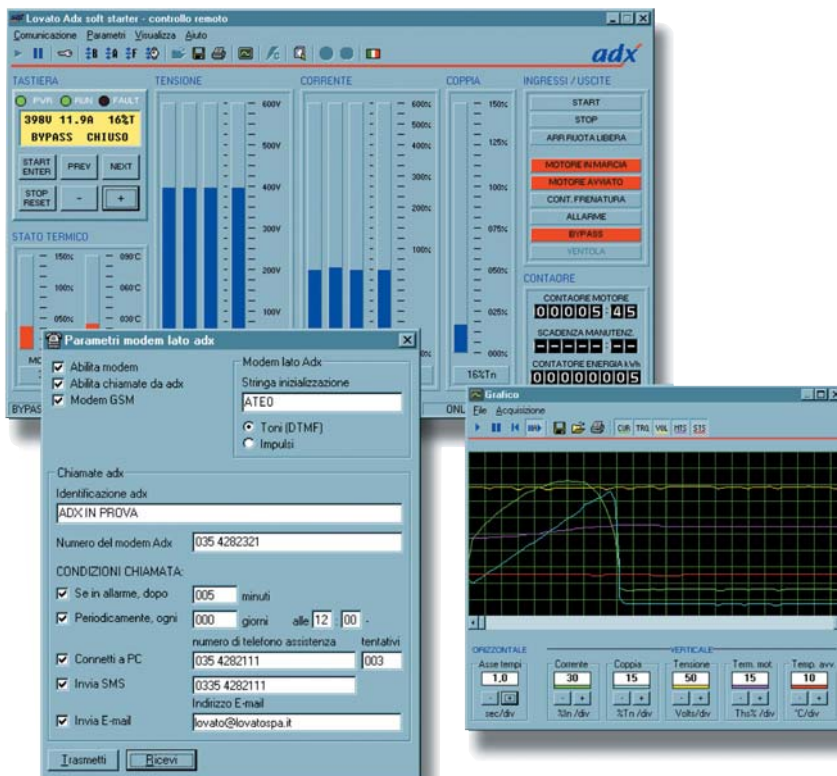 Lovato Adx soft starter - controllo remoto
Comunicazione Parametri Visualizza Aiuto
adx
TASTIERA
PWR RUN FAULT
398V 11.9A 16%T
BYPASS CHIUSO
START ENTER PREV NEXT
STOP RESET - +
STATO TERMICO
150% 090°C
100% 060°C
050% 030°C
TENSIONE
600V
500V
400V
300V
200V
100V
CORRENTE
600%
500%
400%
300%
200%
100%
COPPIA
150%
125%
100%
075%
050%
025%
000%
16%Tn
INGRESSI / USCITE
START
STOP
ARR.RUOTA LIBERA
MOTORE IN MARCIA
MOTORE AVVIATO
CONT. FRENATURA
ALLARME
BYPASS
VENTOLA
CONTAORE
CONTAORE MOTORE
00005:45
SCADENZA MANUTENZ.
-----:--
CONTATORE ENERGIA kWh
00000005
Parametri modem lato adx
Abilita modem
Abilita chiamate da adx
Modem GSM
Modem lato Adx
Stringa inizializzazione
ATE0
Toni (DTMF)
Impulsi
Chiamate adx
Identificazione adx
ADX IN PROVA
Numero del modem Adx 035 4282321
CONDIZIONI CHIAMATA:
Se in allarme, dopo 005 minuti
Periodicamente, ogni 000 giorni alle 12 : 00 -
numero di telefono assistenza tentativi
Connetti a PC 035 4282111 003
Invia SMS 0335 4282111
Indirizzo E-mail
Invia E-mail lovato@lovatospa.it
Trasmetti Ricevi
Grafico
File Acquisizione
CUR TRQ VOL MTS STS
ORIZZONTALE VERTICALE
Asse tempi Corrente Coppia Tensione Term. mot. Temp. avv.
1,0 30 15 50 15 10
- + - + - + - + - + - +
sec/div %In /div %Tn /div Volts/div Ths% /div °C/div